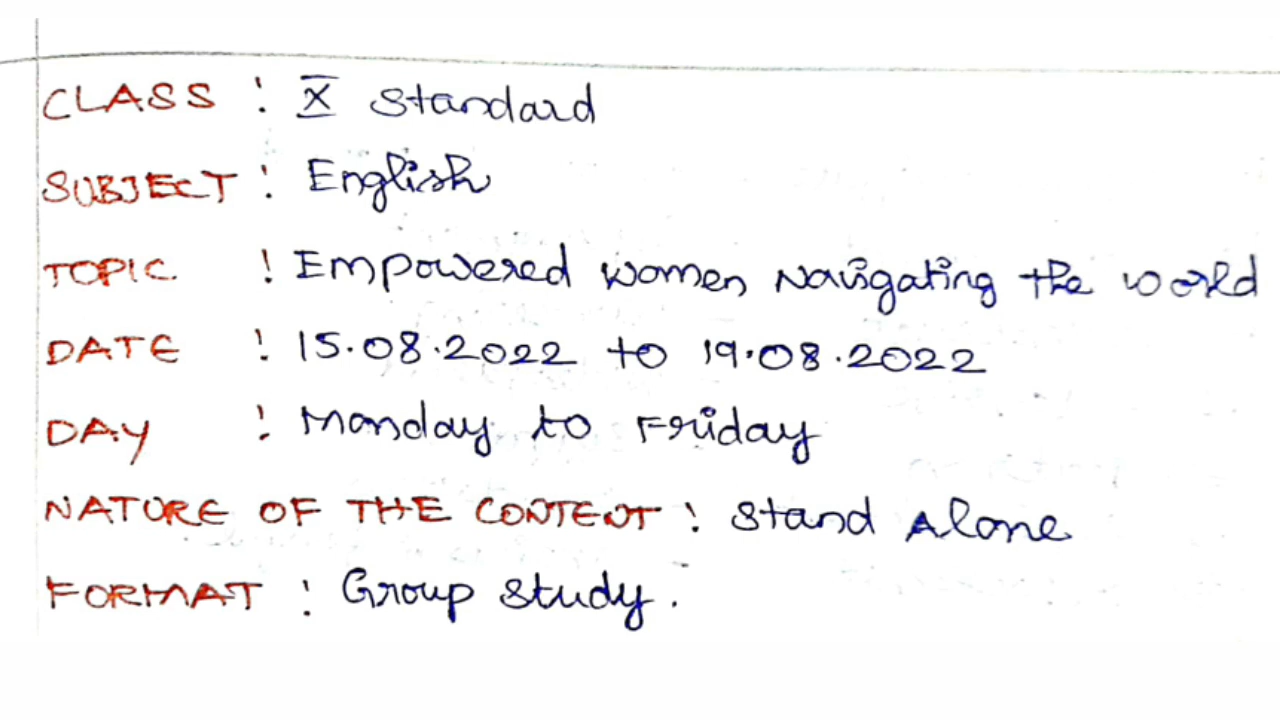 CLASS : X Standard
SUBJECT : English
TOPIC : Empowered women Navigating the world
DATE : 15.08.2022 to 19.08.2022
DAY : Monday to Friday
NATURE OF THE CONTENT : Stand Alone
FORMAT : Group study.